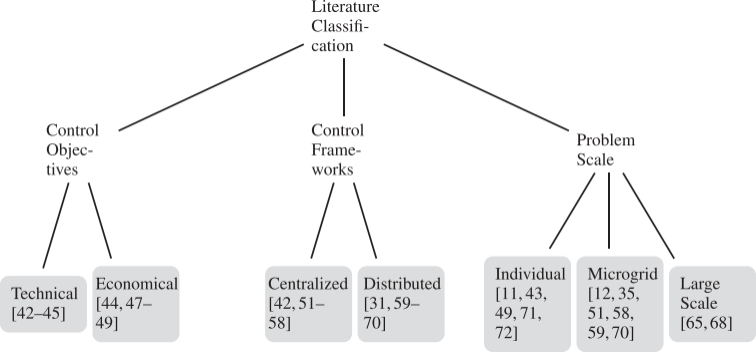 Literature
Classifi-
cation
Control
Objec-
tives
Control
Frame-
works
Problem
Scale
Technical
[42–45]
Economical
[44, 47–
49]
Centralized
[42, 51–
58]
Distributed
[31, 59–
70]
Individual
[11, 43,
49, 71,
72]
Microgrid
[12, 35,
51, 58,
59, 70]
Large
Scale
[65, 68]